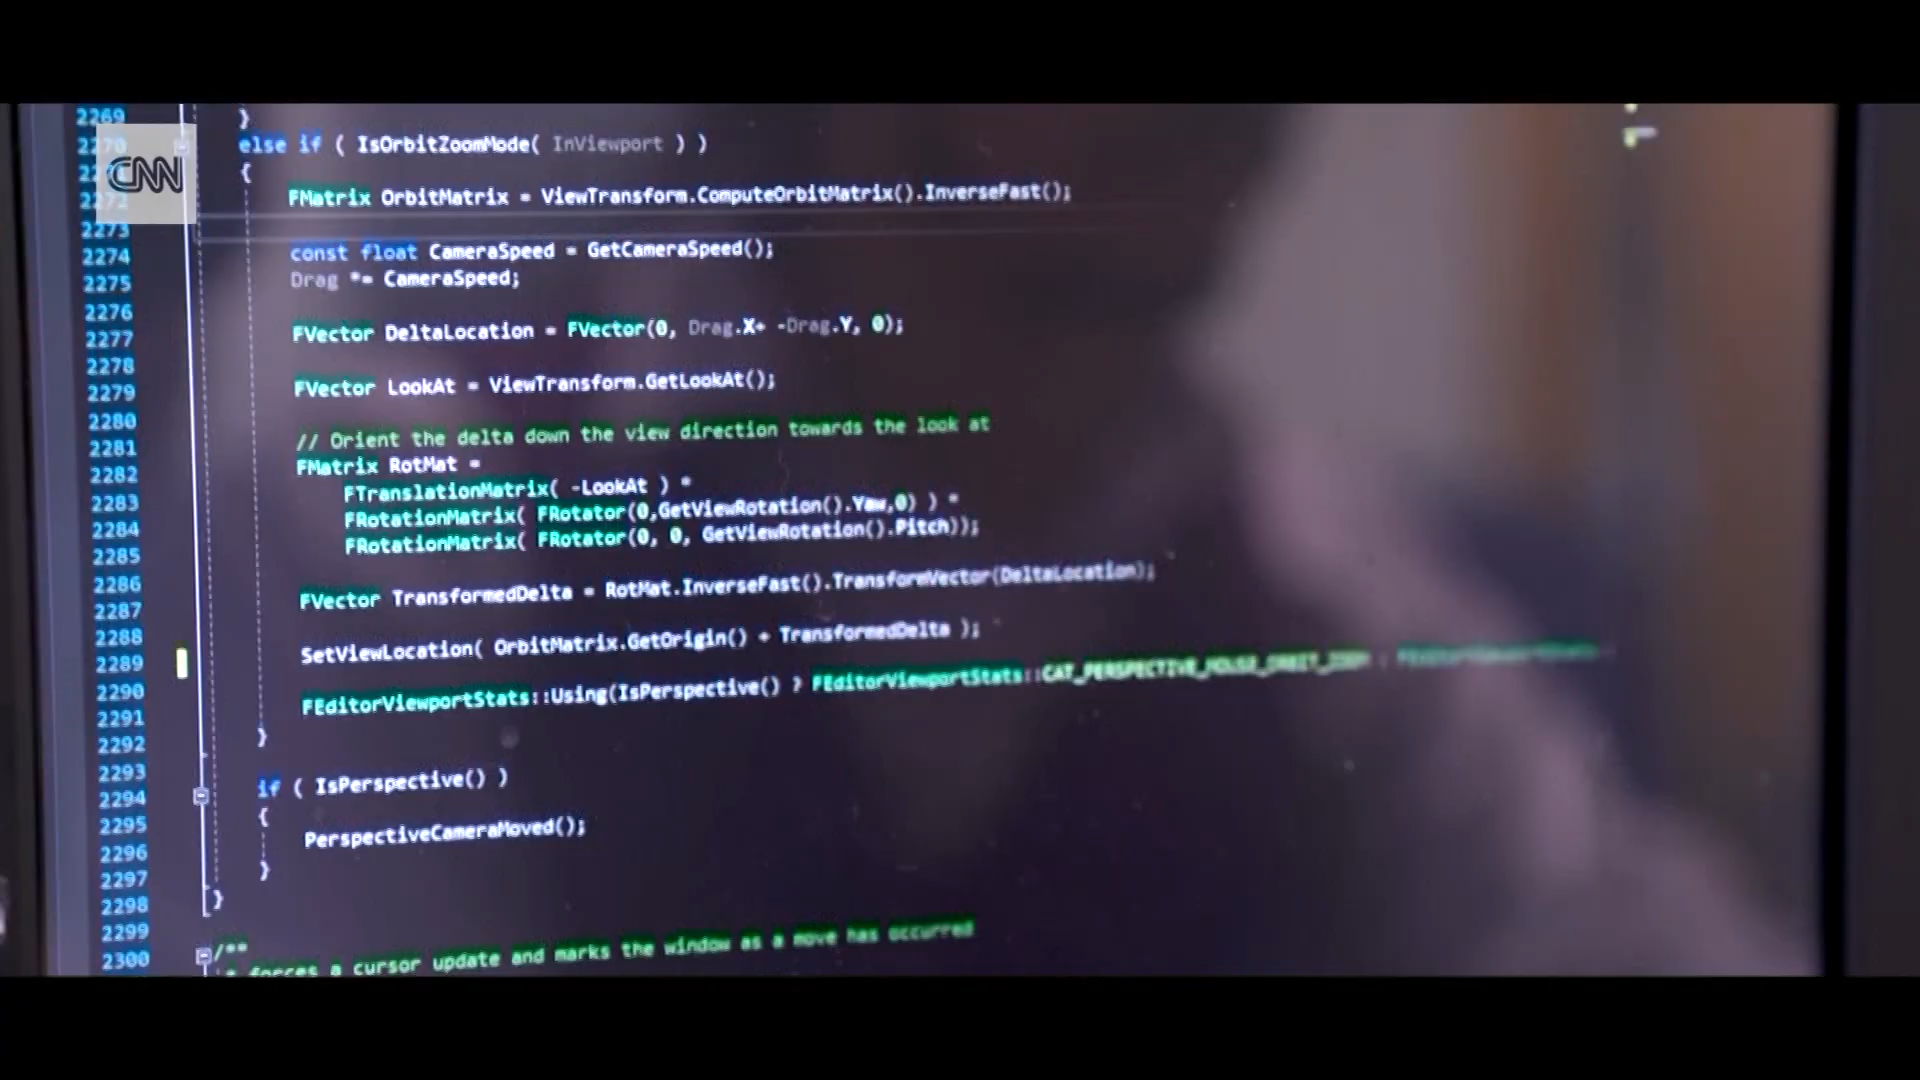 2269 }
CNN
2270 else if ( IsOrbitZoomMode( InViewport ) )
{
2272 FMatrix OrbitMatrix = ViewTransform.ComputeOrbitMatrix().InverseFast();
2273
2274 const float CameraSpeed = GetCameraSpeed();
2275 Drag *= CameraSpeed;
2276
2277 FVector DeltaLocation = FVector(0, Drag.X+ -Drag.Y, 0);
2278
2279 FVector LookAt = ViewTransform.GetLookAt();
2280
2281 // Orient the delta down the view direction towards the look at
2282 FMatrix RotMat =
2283 FTranslationMatrix( -LookAt ) *
2284 FRotationMatrix( FRotator(0,GetViewRotation().Yaw,0) ) *
2285 FRotationMatrix( FRotator(0, 0, GetViewRotation().Pitch));
2286
2287 FVector TransformedDelta = RotMat.InverseFast().TransformVector(DeltaLocation);
2288
2289 SetViewLocation( OrbitMatrix.GetOrigin() + TransformedDelta );
2290
2291 FEditorViewportStats::Using(IsPerspective() ? FEditorViewportStats::CAT_PERSPECTIVE_MOUSE_ORBIT_ZOOM : FEditorViewportStats
2292 }
2293
2294 if ( IsPerspective() )
2295 {
2296 PerspectiveCameraMoved();
2297 }
2298 }
2299
2300 /**
* forces a cursor update and marks the window as a move has occurred